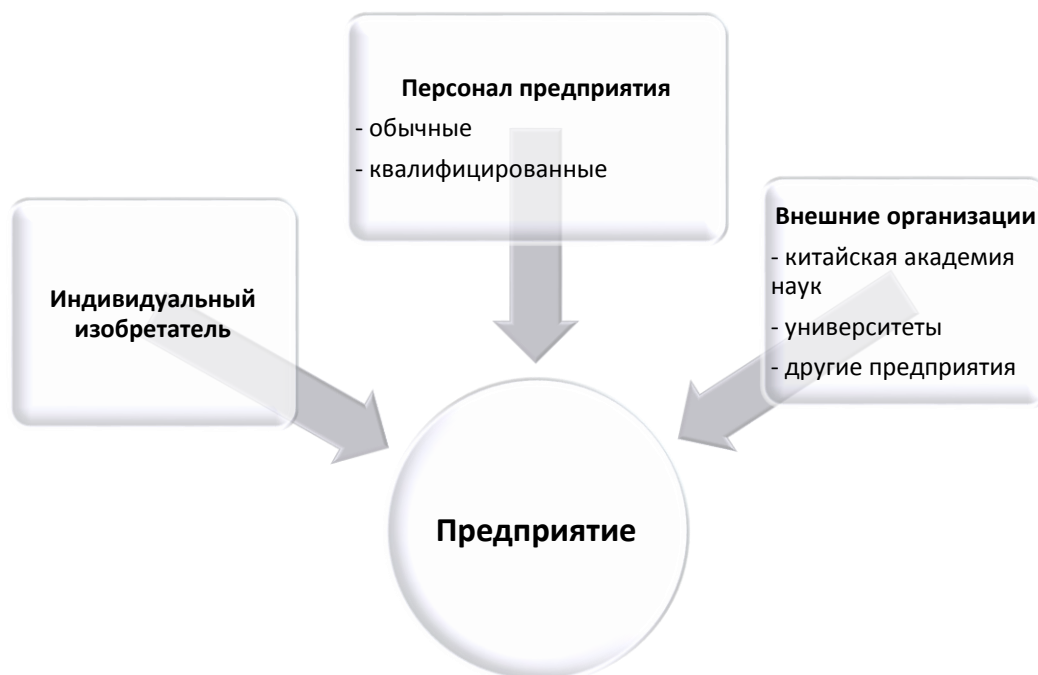 Персонал предприятия
- обычные
- квалифицированные
Индивидуальный
изобретатель
Внешние организации
- китайская академия
наук
- университеты
- другие предприятия
Предприятие